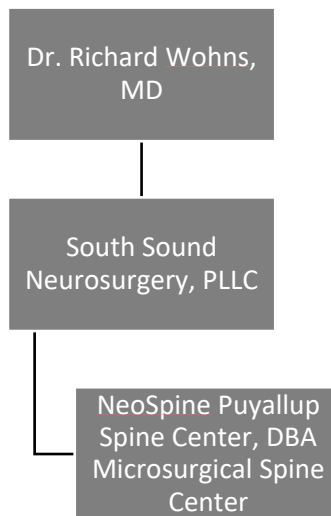 Dr. Richard Wohns,
MD
South Sound
Neurosurgery, PLLC
NeoSpine Puyallup
Spine Center, DBA
Microsurgical Spine
Center